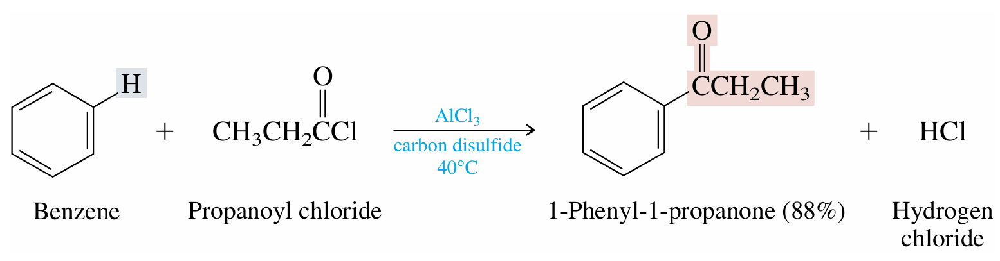 H
+
O
CH₃CH₂CCl
AlCl₃
carbon disulfide
40°C
O
CCH₂CH₃
+
HCl
Benzene
Propanoyl chloride
1-Phenyl-1-propanone (88%)
Hydrogen
chloride